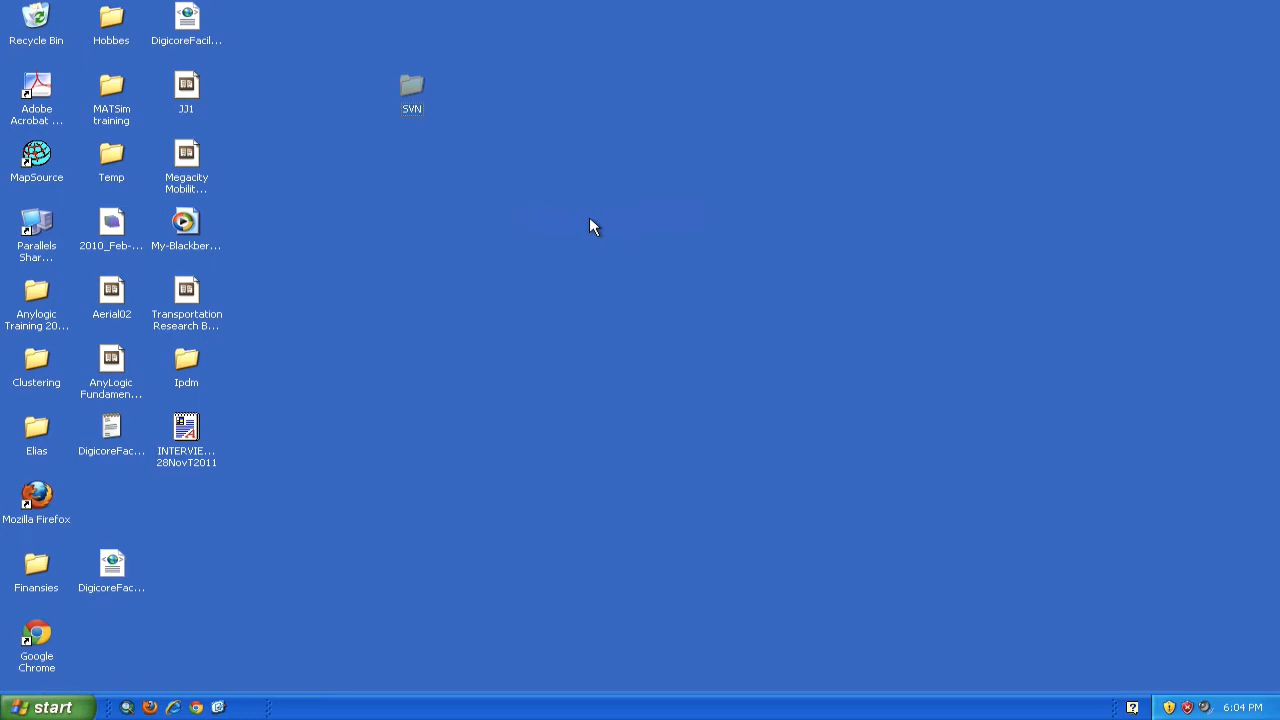 Recycle Bin
Hobbes
DigicoreFacil...
Adobe
Acrobat ...
MATSim
training
JJ1
SVN
MapSource
Temp
Megacity
Mobilit...
Parallels
Shar...
2010_Feb-...
My-Blackber...
Anylogic
Training 20...
Aerial02
Transportation
Research B...
Clustering
AnyLogic
Fundamen...
Ipdm
Elias
DigicoreFac...
INTERVIE...
28NovT2011
Mozilla Firefox
Finansies
DigicoreFac...
Google
Chrome
start
6:04 PM